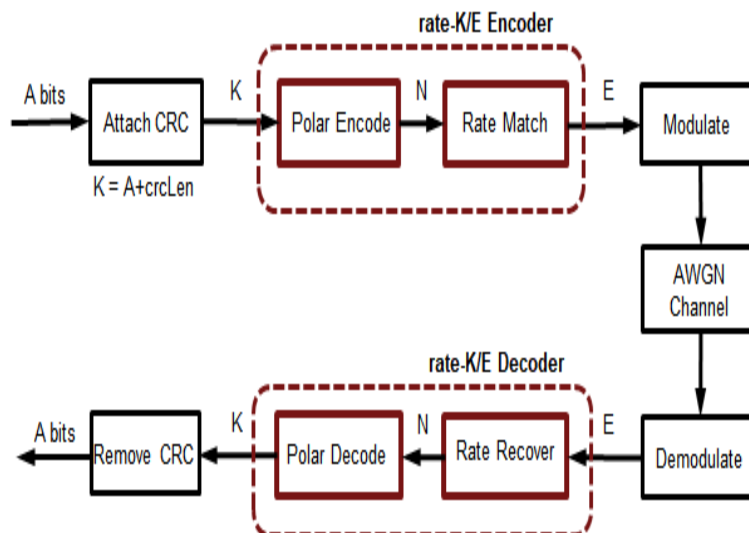 rate-K/E Encoder
A bits
Attach CRC
K = A+crcLen
K
Polar Encode
N
Rate Match
E
Modulate
AWGN
Channel
rate-K/E Decoder
A bits
Remove CRC
K
Polar Decode
N
Rate Recover
E
Demodulate